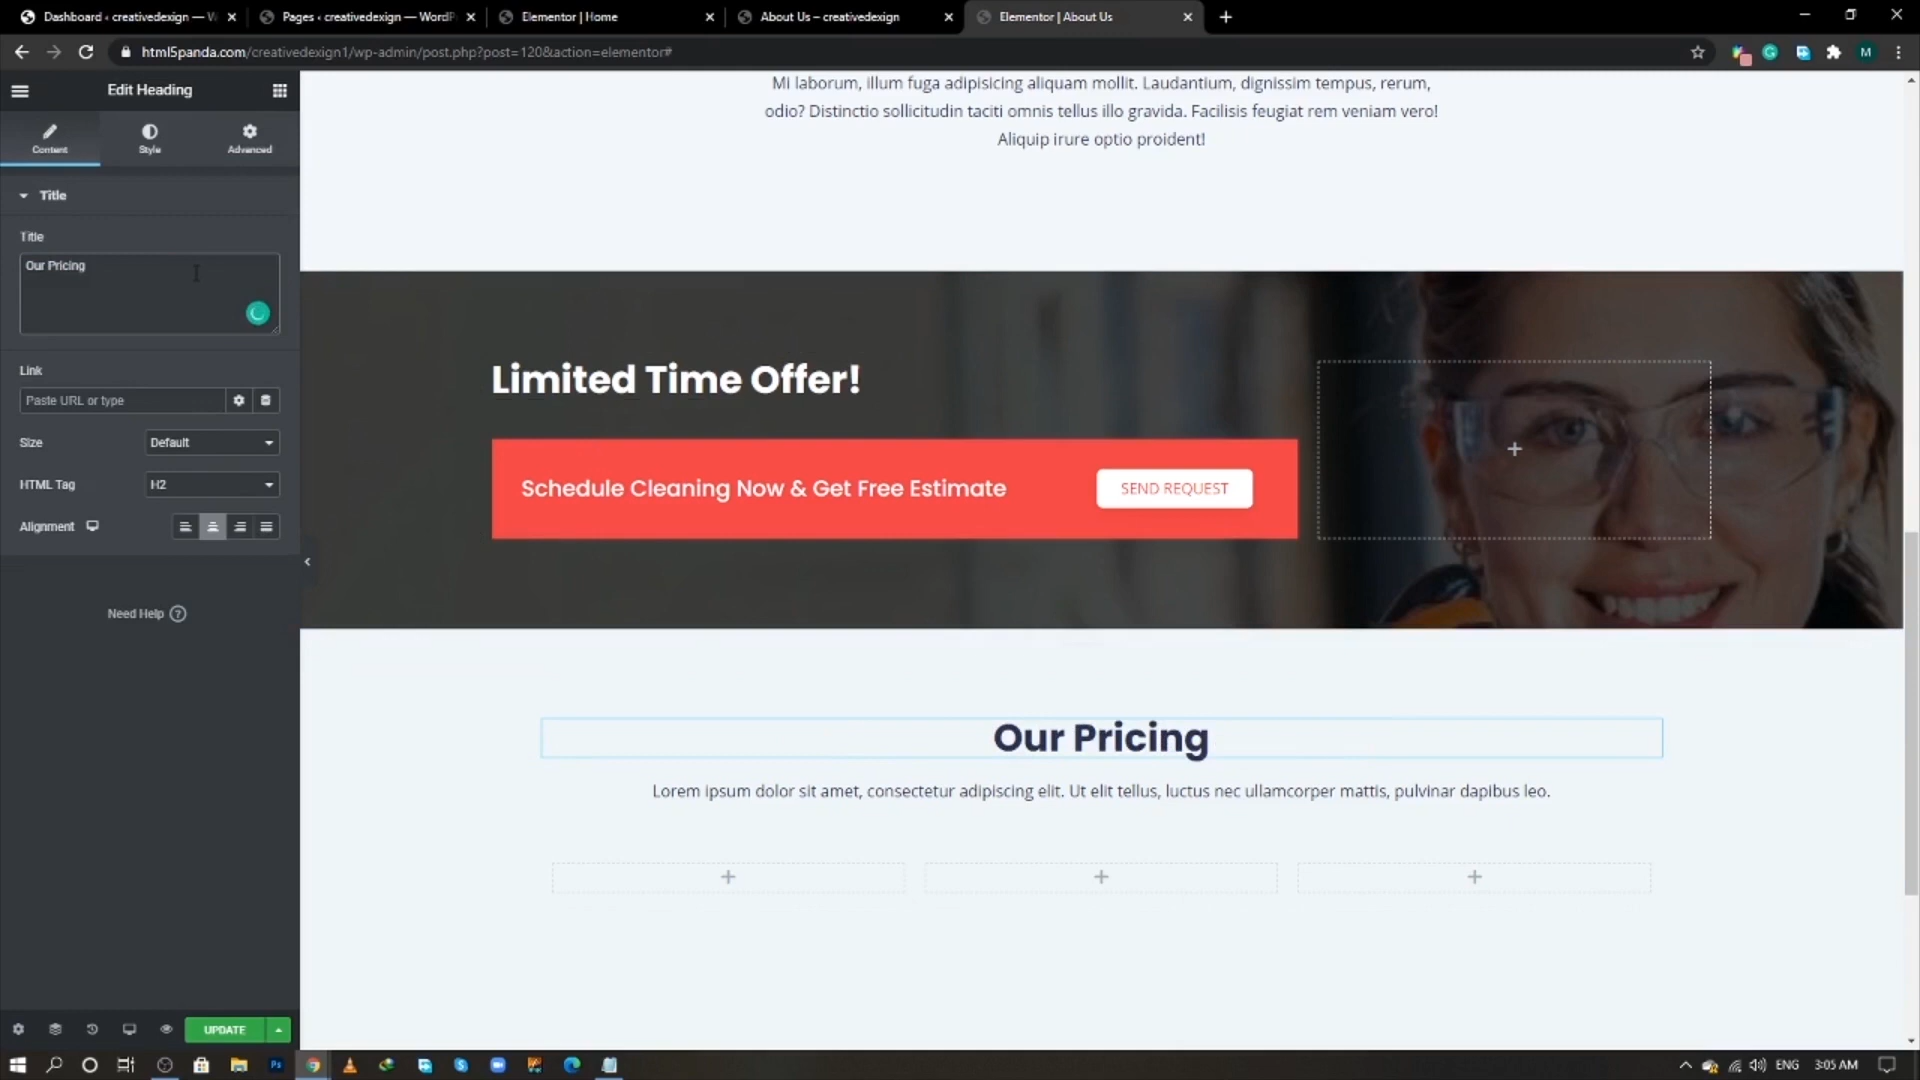 Dashboard ‹ creativedexign — W
Pages ‹ creativedexign — WordP
Elementor | Home
About Us – creativedexign
Elementor | About Us
html5panda.com/creativedexign1/wp-admin/post.php?post=120&action=elementor#
M
Edit Heading
Content
Style
Advanced
Title
Title
Our Pricing
Link
Paste URL or type
Size
Default
HTML Tag
H2
Alignment
Need Help
UPDATE
Mi laborum, illum fuga adipisicing aliquam mollit. Laudantium, dignissim tempus, rerum,
odio? Distinctio sollicitudin taciti omnis tellus illo gravida. Facilisis feugiat rem veniam vero!
Aliquip irure optio proident!
Limited Time Offer!
Schedule Cleaning Now & Get Free Estimate
SEND REQUEST
Our Pricing
Lorem ipsum dolor sit amet, consectetur adipiscing elit. Ut elit tellus, luctus nec ullamcorper mattis, pulvinar dapibus leo.
Ps
ENG
3:05 AM